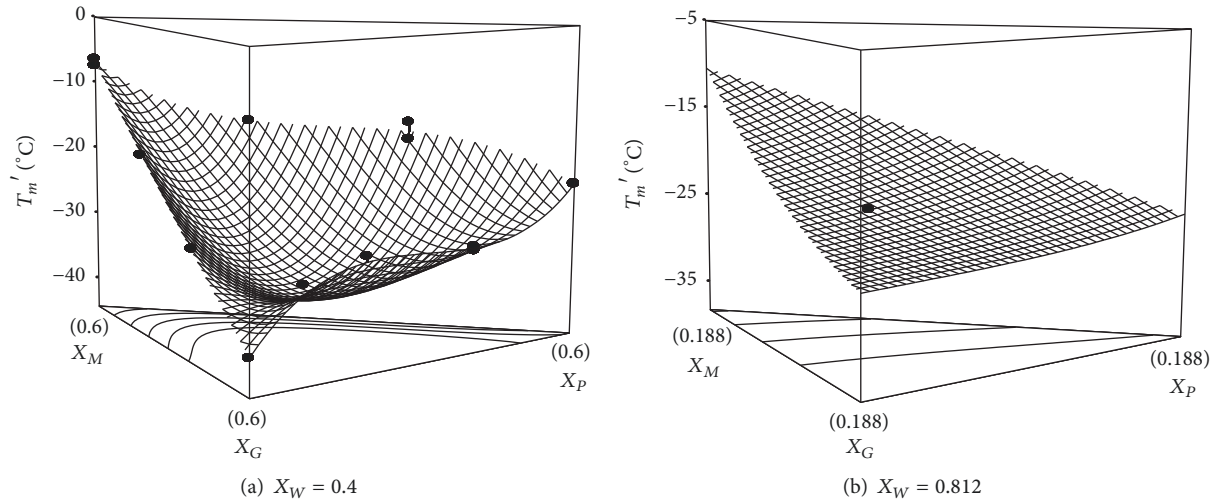 0
−10
−20
−30
−40
T_m′ (°C)
(0.6)
X_M
(0.6)
X_G
(0.6)
X_P
(a) X_W = 0.4
−5
−15
−25
−35
T_m′ (°C)
(0.188)
X_M
(0.188)
X_G
(0.188)
X_P
(b) X_W = 0.812